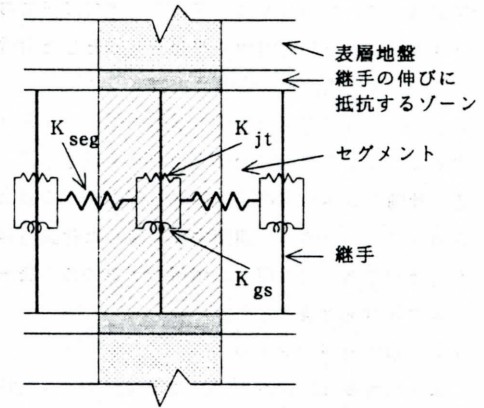 表層地盤
継手の伸びに
抵抗するゾーン
K seg
K jt
セグメント
継手
K gs